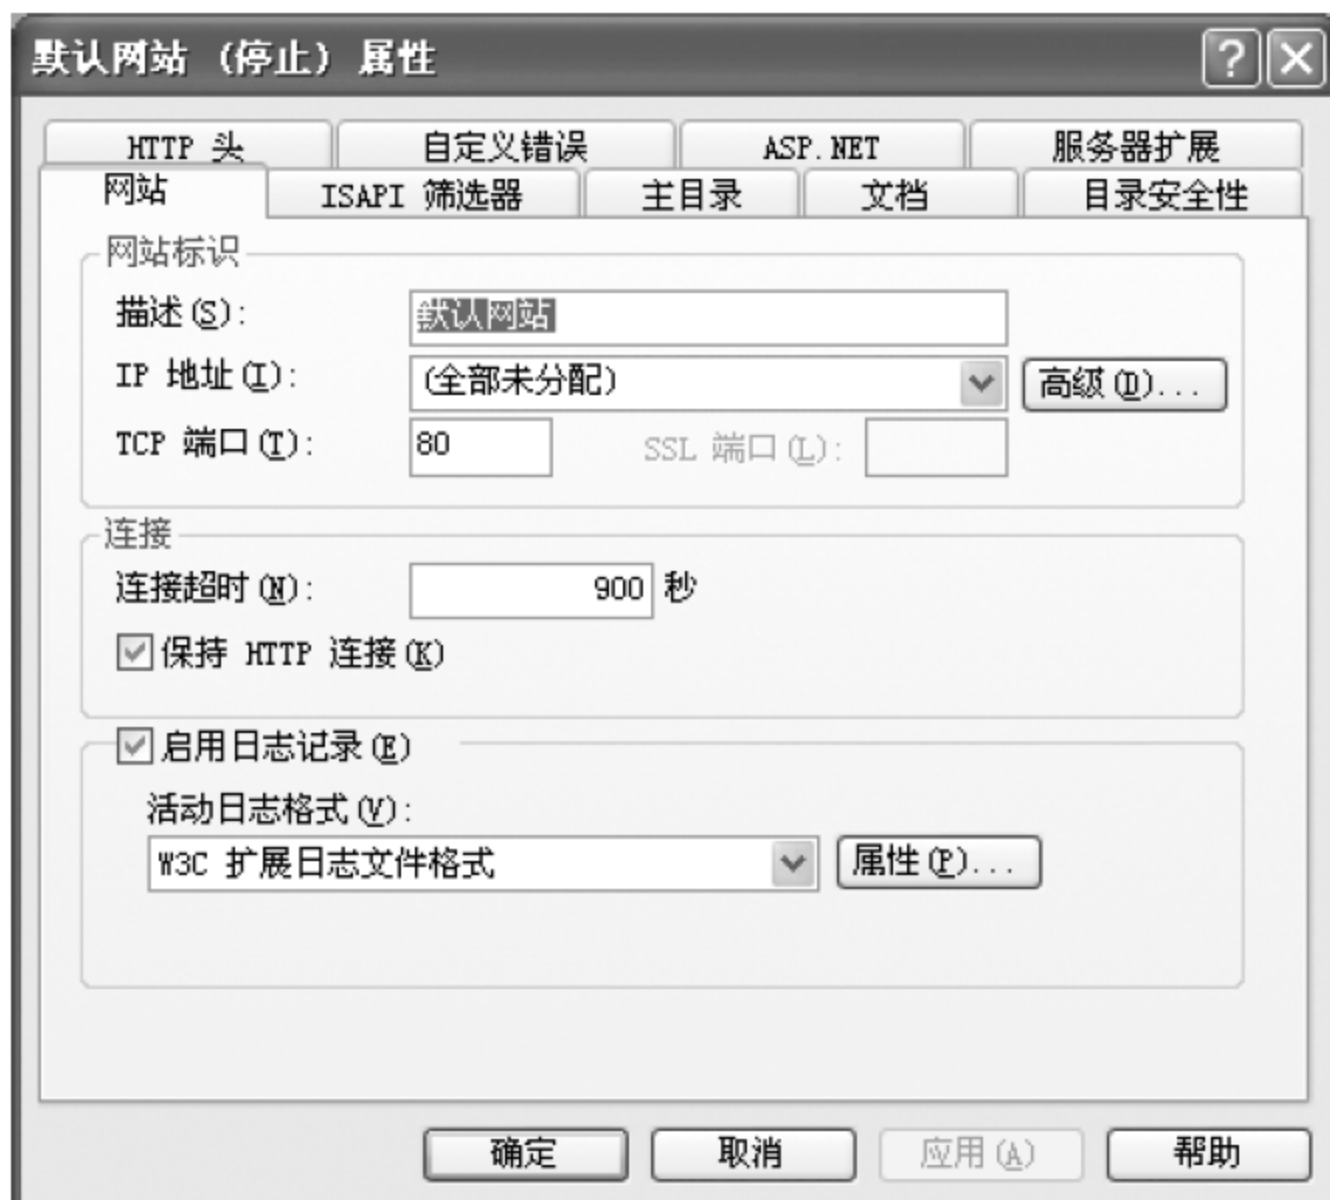 默认网站 (停止) 属性
HTTP 头 自定义错误 ASP.NET 服务器扩展
网站 ISAPI 筛选器 主目录 文档 目录安全性
网站标识
描述(S): 默认网站
IP 地址(I): (全部未分配) 高级(D)...
TCP 端口(T): 80 SSL 端口(L):
连接
连接超时(N): 900 秒
保持 HTTP 连接(K)
启用日志记录(E)
活动日志格式(V):
W3C 扩展日志文件格式 属性(P)...
确定 取消 应用(A) 帮助